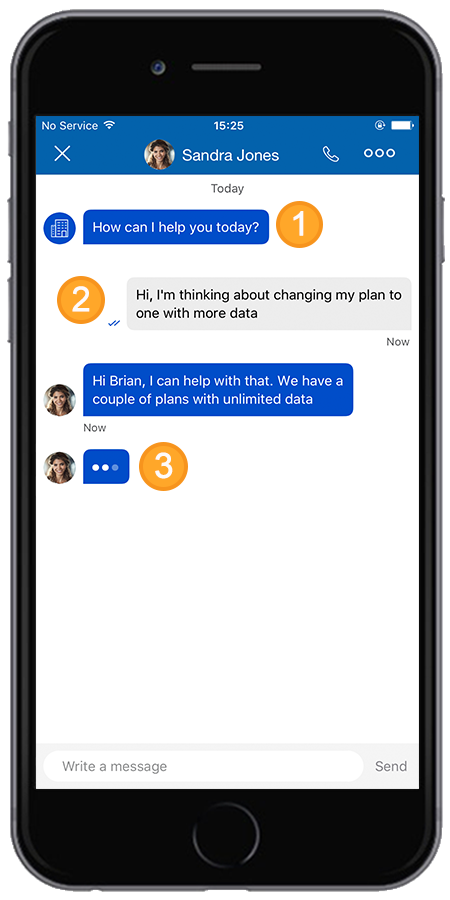 No Service 15:25
Sandra Jones
Today
How can I help you today? 1
2
Hi, I'm thinking about changing my plan to
one with more data
Now
Hi Brian, I can help with that. We have a
couple of plans with unlimited data
Now
3
Write a message Send